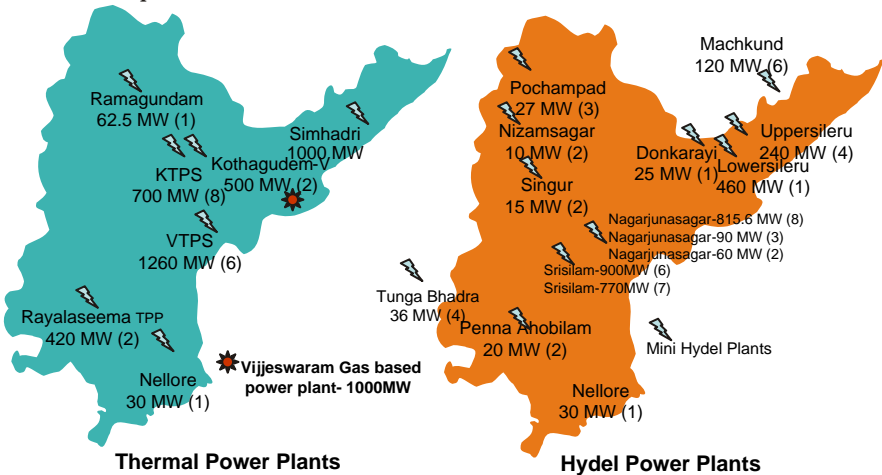 Ramagundam
62.5 MW (1)
Simhadri
1000 MW
KTPS
700 MW (8)
Kothagudem-V
500 MW (2)
VTPS
1260 MW (6)
Rayalaseema TPP
420 MW (2)
Nellore
30 MW (1)
Vijjeswaram Gas based
power plant- 1000MW
Thermal Power Plants
Machkund
120 MW (6)
Pochampad
27 MW (3)
Nizamsagar
10 MW (2)
Uppersileru
240 MW (4)
Donkarayi
25 MW (1)
Lowersileru
460 MW (1)
Singur
15 MW (2)
Nagarjunasagar-815.6 MW (8)
Nagarjunasagar-90 MW (3)
Nagarjunasagar-60 MW (2)
Srisilam-900MW (6)
Srisilam-770MW (7)
Tunga Bhadra
36 MW (4)
Penna Ahobilam
20 MW (2)
Mini Hydel Plants
Nellore
30 MW (1)
Hydel Power Plants